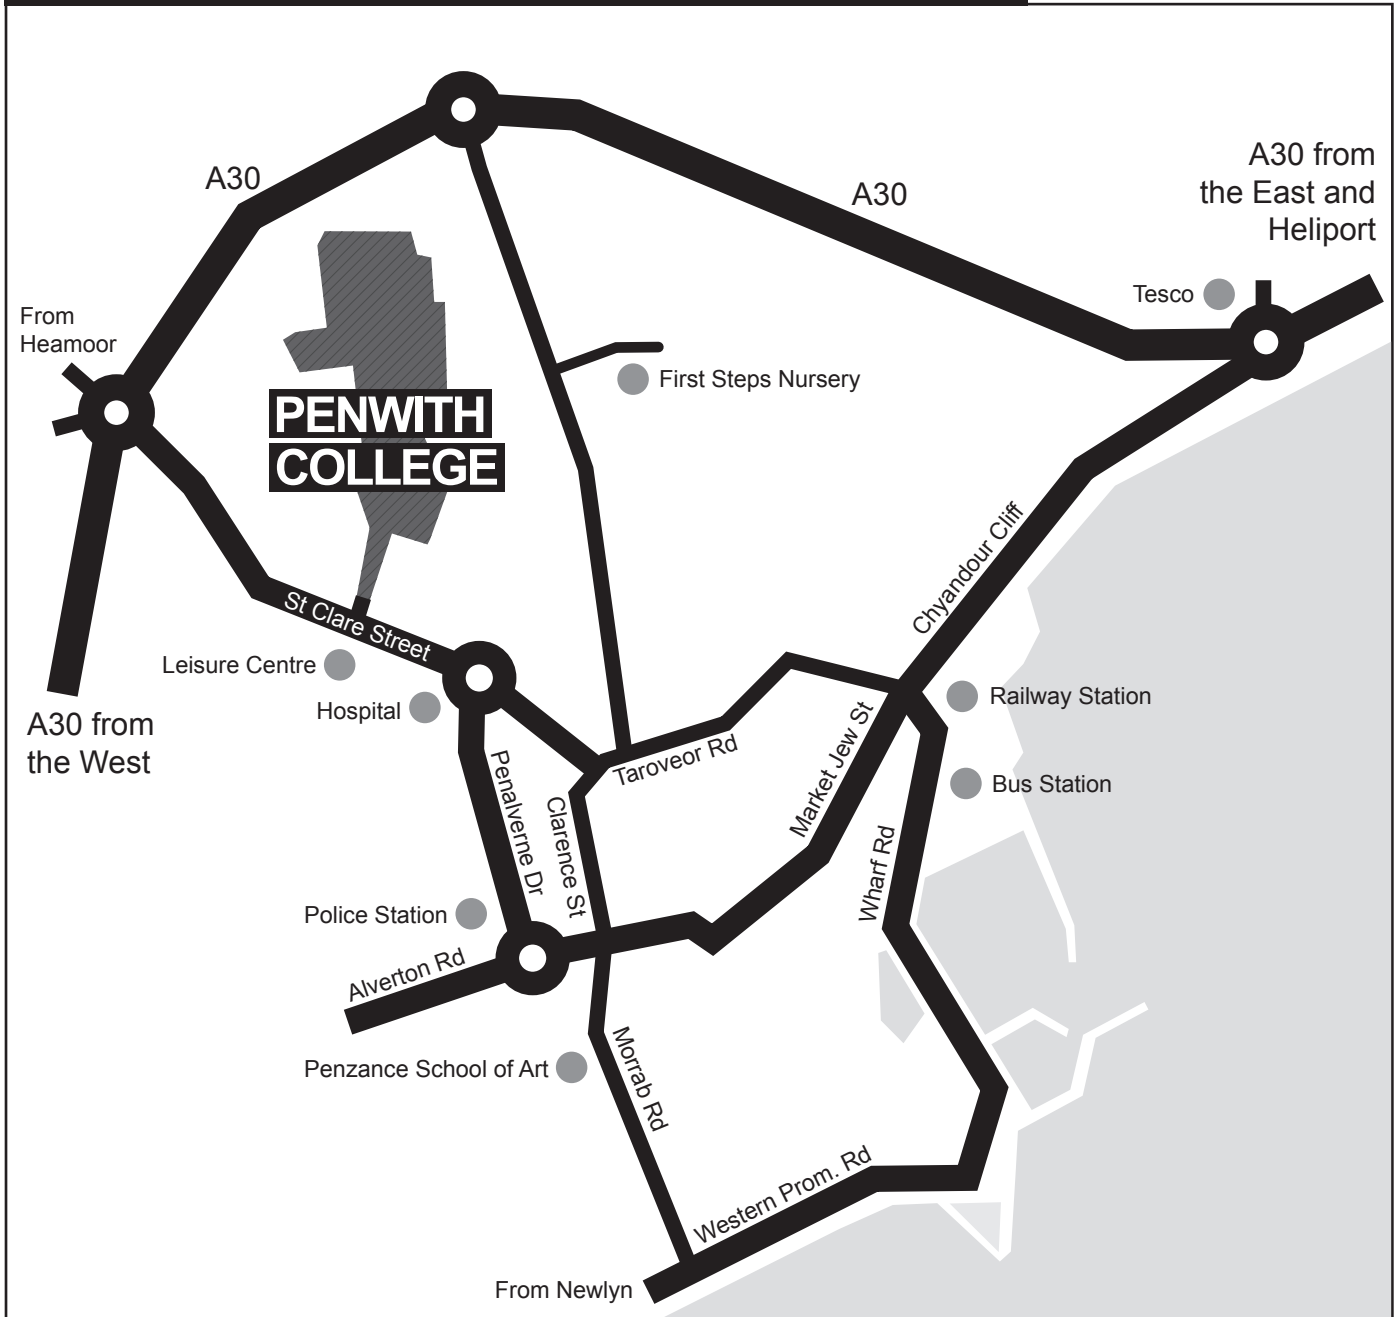 A30
A30
A30 from
the East and
Heliport
Tesco
From
Heamoor
First Steps Nursery
PENWITH
COLLEGE
Chyandour Cliff
St Clare Street
Leisure Centre
Hospital
Railway Station
A30 from
the West
Taroveor Rd
Market Jew St
Bus Station
Penalverne Dr
Clarence St
Wharf Rd
Police Station
Alverton Rd
Penzance School of Art
Morrab Rd
Western Prom. Rd
From Newlyn